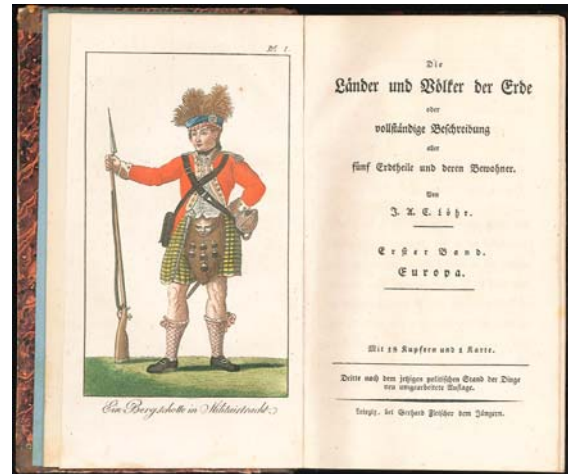 Pl. 1.
Ein Bergschotte in Militairtracht.
Die
Länder und Völker der Erde
oder
vollständige Beschreibung
aller
fünf Erdtheile und deren Bewohner.
Von
J. A. C. Löhr.
Erster Band.
Europa.
Mit 18 Kupfern und 1 Karte.
Dritte nach dem jetzigen politischen Stand der Dinge
neu umgearbeitete Auflage.
Leipzig, bei Gerhard Fleischer dem Jüngern.